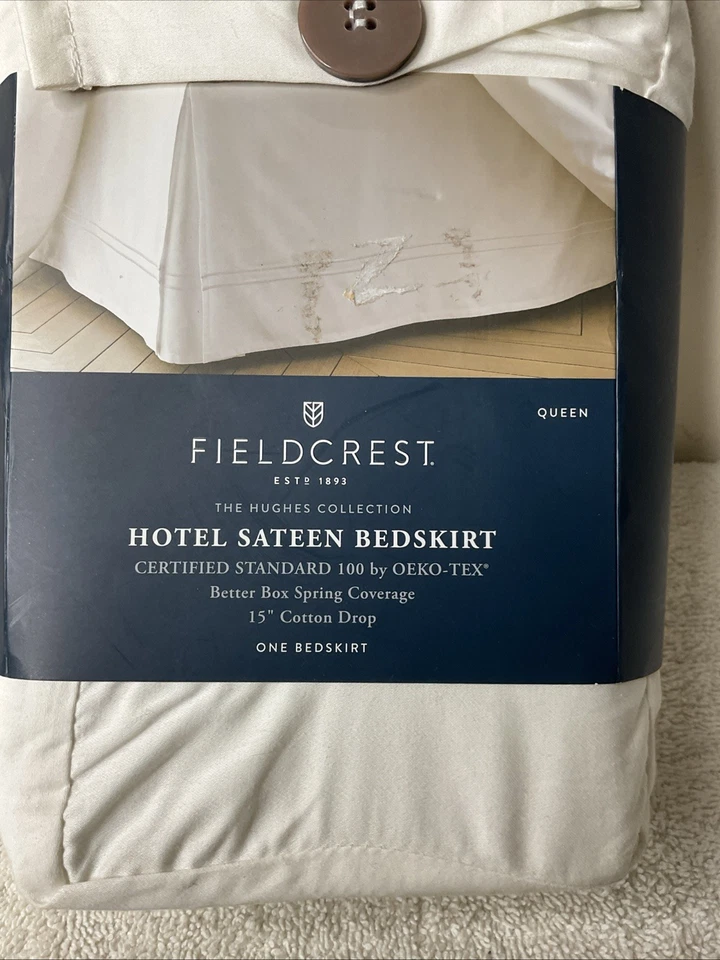 QUEEN
FIELDCREST.
ESTD 1893
THE HUGHES COLLECTION
HOTEL SATEEN BEDSKIRT
CERTIFIED STANDARD 100 by OEKO-TEX®
Better Box Spring Coverage
15" Cotton Drop
ONE BEDSKIRT